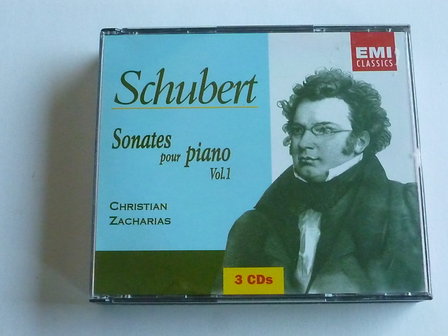 EMI
CLASSICS
Schubert
Sonates
pour piano
Vol.1
CHRISTIAN
ZACHARIAS
3 CDs